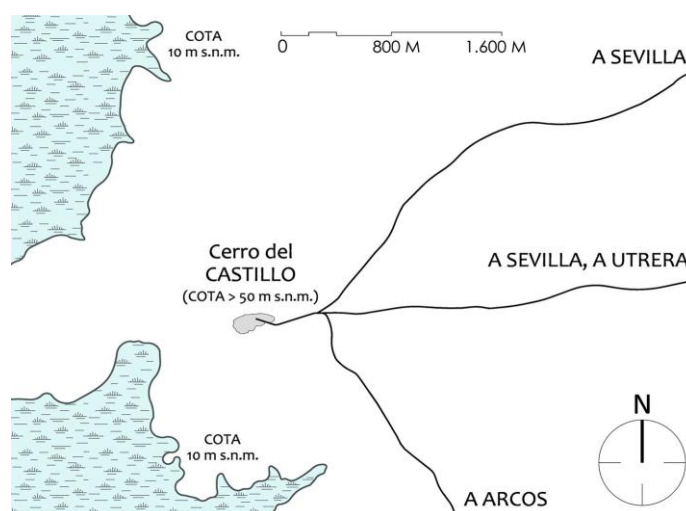 COTA
10 m s.n.m.
0 800 M 1.600 M
A SEVILLA
Cerro del
CASTILLO
(COTA > 50 m s.n.m.)
A SEVILLA, A UTRERA
COTA
10 m s.n.m.
N
A ARCOS